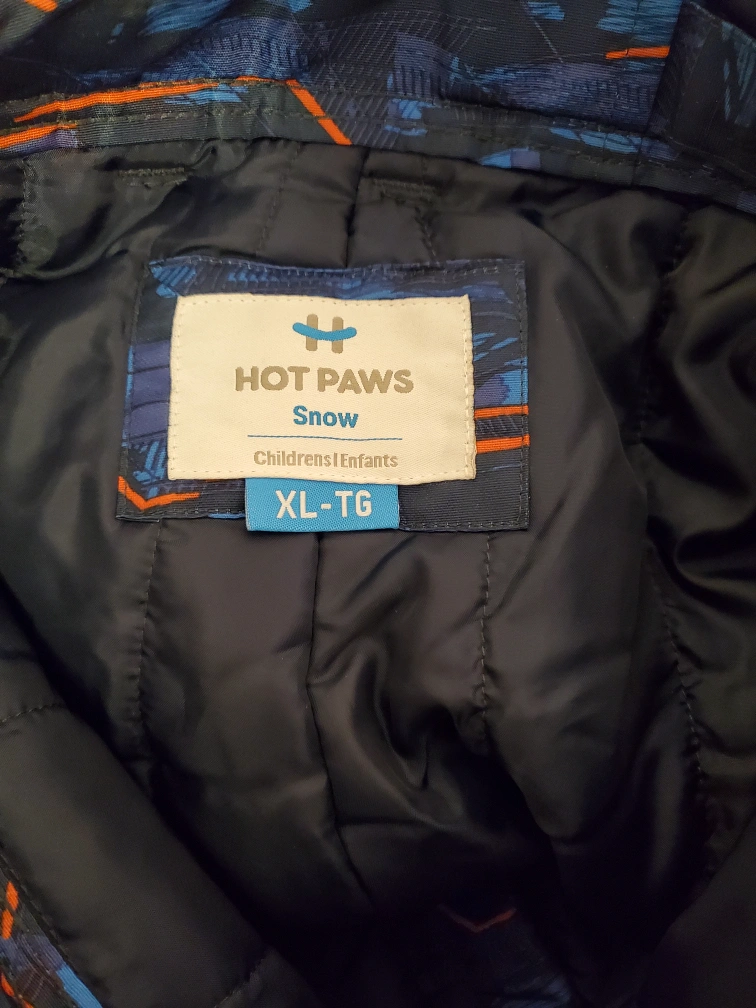 H
HOT PAWS
Snow
Childrens|Enfants
XL-TG